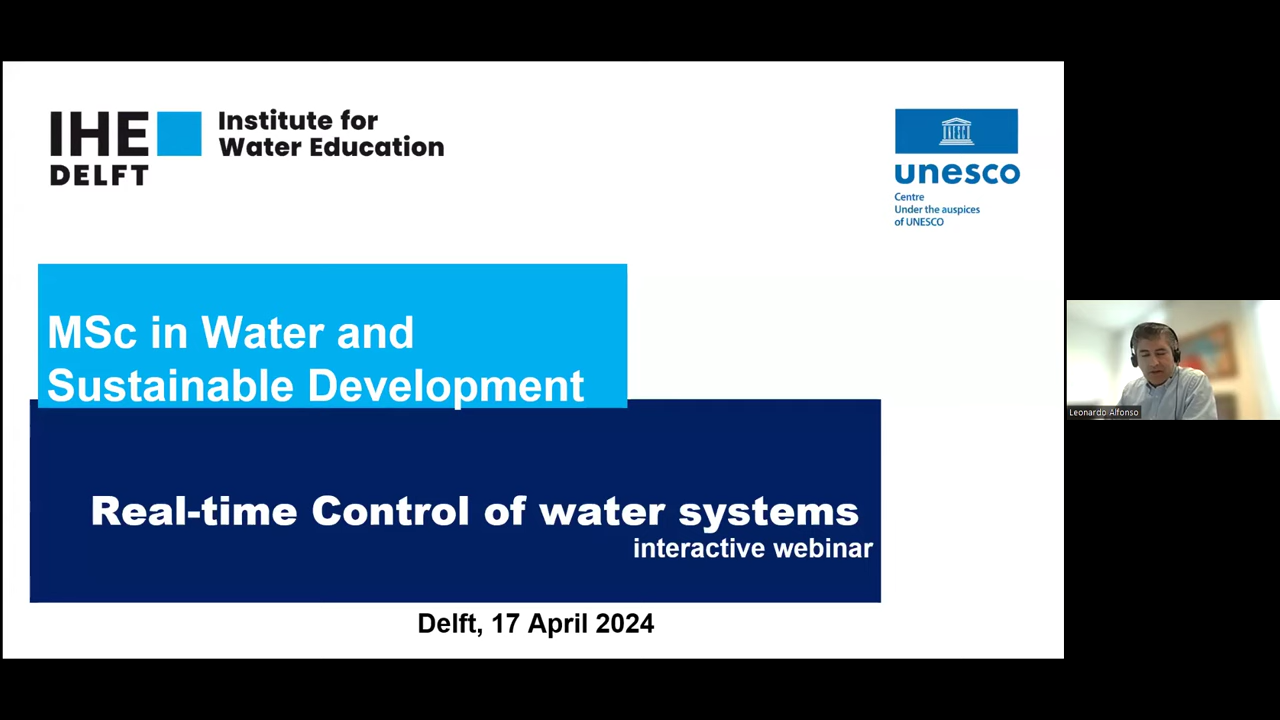 IHE
DELFT
Institute for
Water Education
unesco
Centre
Under the auspices
of UNESCO
MSc in Water and
Sustainable Development
Real-time Control of water systems
interactive webinar
Delft, 17 April 2024
Leonardo Alfonso